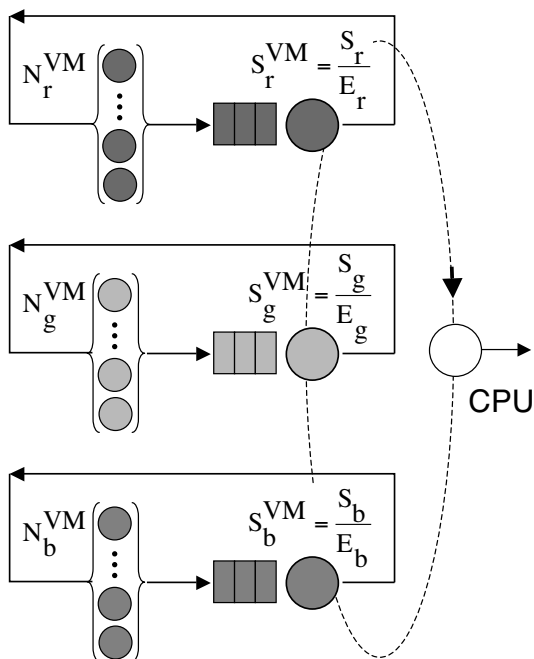 N_r^VM
S_r^VM = S_r / E_r
N_g^VM
S_g^VM = S_g / E_g
CPU
N_b^VM
S_b^VM = S_b / E_b